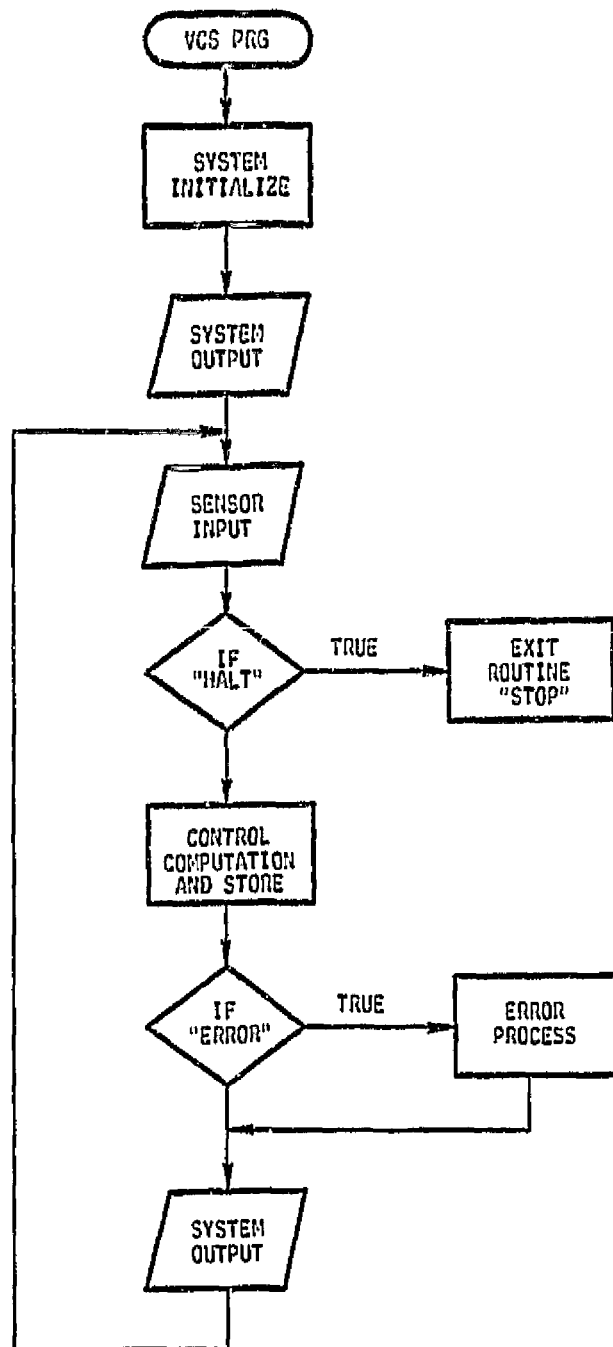 VCS PRG
SYSTEM
INITIALIZE
SYSTEM
OUTPUT
SENSOR
INPUT
IF
"HALT"
TRUE
EXIT
ROUTINE
"STOP"
CONTROL
COMPUTATION
AND STORE
IF
"ERROR"
TRUE
ERROR
PROCESS
SYSTEM
OUTPUT